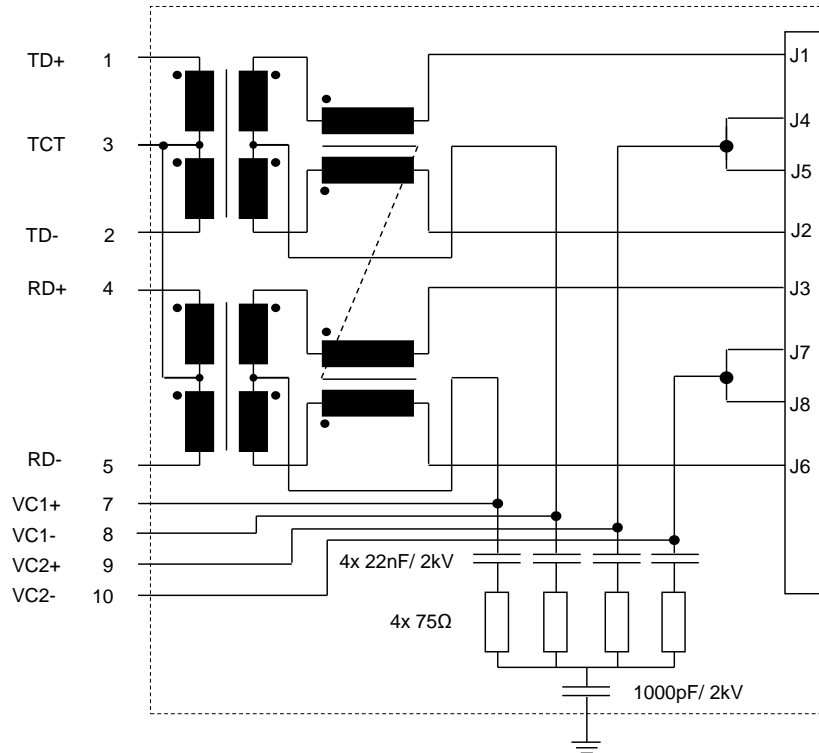 TD+ 1 J1
J4
TCT 3
J5
TD- 2 J2
RD+ 4 J3
J7
J8
RD- 5 J6
VC1+ 7
VC1- 8
VC2+ 9 4x 22nF/ 2kV
VC2- 10
4x 75Ω
1000pF/ 2kV